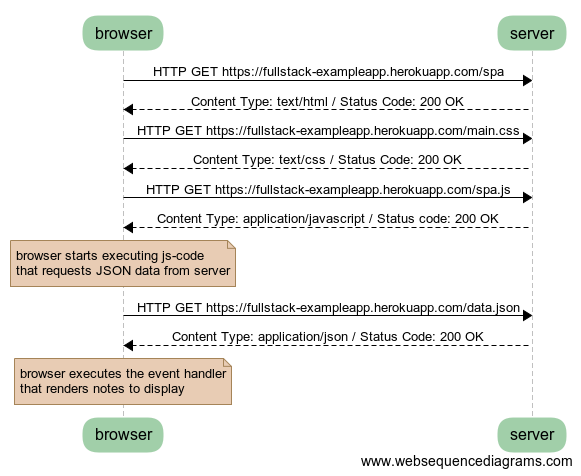 browser
server
HTTP GET https://fullstack-exampleapp.herokuapp.com/spa
Content Type: text/html / Status Code: 200 OK
HTTP GET https://fullstack-exampleapp.herokuapp.com/main.css
Content Type: text/css / Status Code: 200 OK
HTTP GET https://fullstack-exampleapp.herokuapp.com/spa.js
Content Type: application/javascript / Status code: 200 OK
browser starts executing js-code
that requests JSON data from server
HTTP GET https://fullstack-exampleapp.herokuapp.com/data.json
Content Type: application/json / Status Code: 200 OK
browser executes the event handler
that renders notes to display
browser
server
www.websequencediagrams.com